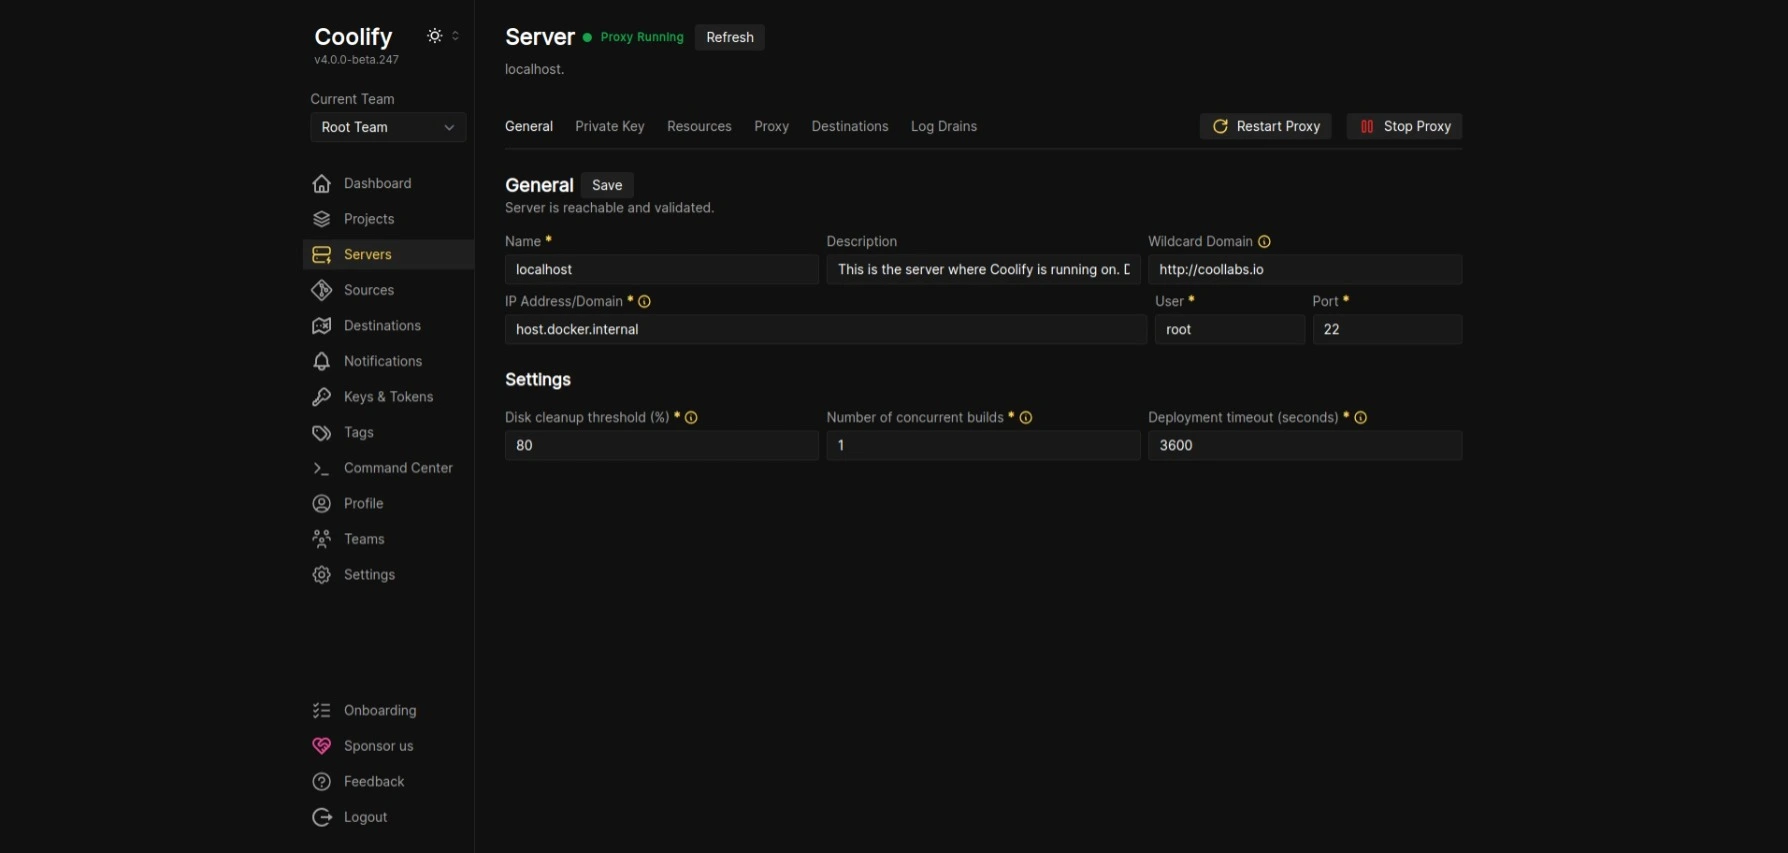 Coolify
v4.0.0-beta.247
Current Team
Root Team
Dashboard
Projects
Servers
Sources
Destinations
Notifications
Keys & Tokens
Tags
Command Center
Profile
Teams
Settings
Onboarding
Sponsor us
Feedback
Logout
Server Proxy Running Refresh
localhost.
General Private Key Resources Proxy Destinations Log Drains Restart Proxy Stop Proxy
General Save
Server is reachable and validated.
Name * Description Wildcard Domain
localhost This is the server where Coolify is running on. D http://coollabs.io
IP Address/Domain * User * Port *
host.docker.internal root 22
Settings
Disk cleanup threshold (%) * Number of concurrent builds * Deployment timeout (seconds) *
80 1 3600